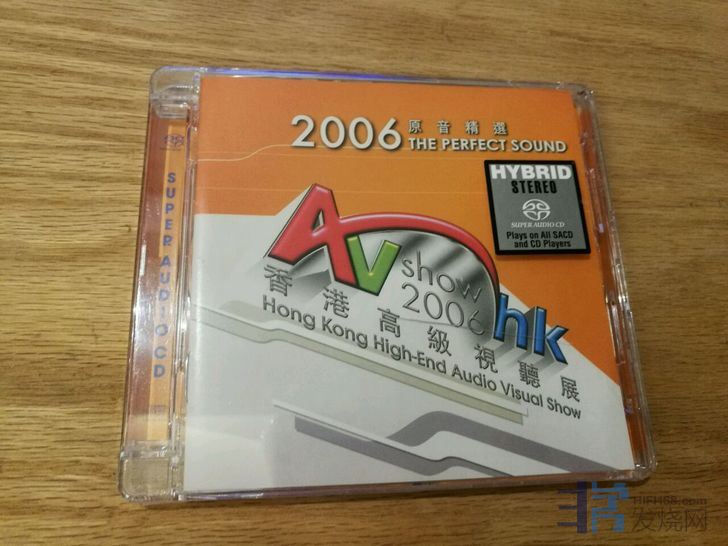 2006 原音精選
THE PERFECT SOUND
HYBRID
STEREO
SUPER AUDIO CD
Plays on All SACD
and CD Players
AV show 2006 hk
香港高級視聽展
Hong Kong High-End Audio Visual Show
SUPER AUDIO CD
HIFH68.com
发烧网